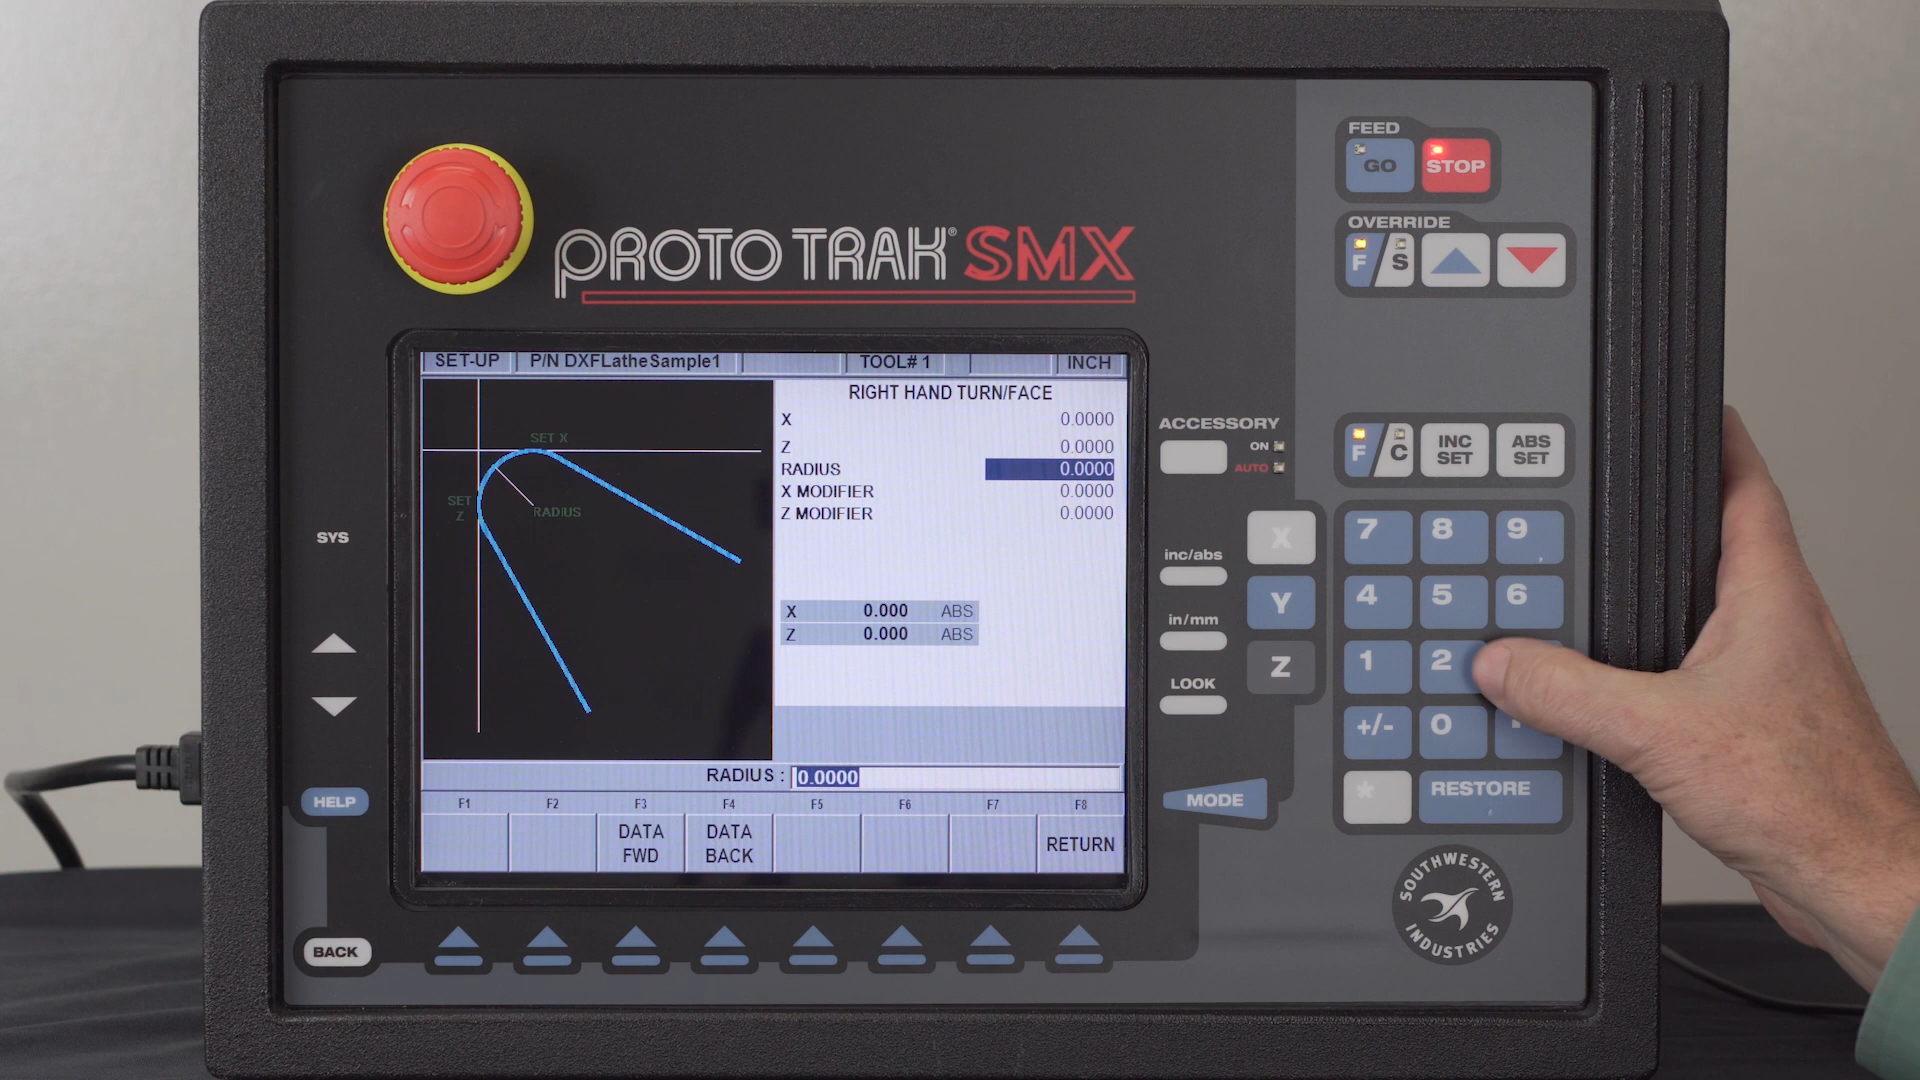 FEED
GO STOP
OVERRIDE
F S
PROTO TRAK® SMX
SET-UP P/N DXFLatheSample1 TOOL# 1 INCH
RIGHT HAND TURN/FACE
X 0.0000
Z 0.0000
RADIUS 0.0000
X MODIFIER 0.0000
Z MODIFIER 0.0000
SET X
SET
Z
RADIUS
X 0.000 ABS
Z 0.000 ABS
RADIUS : 0.0000
F1 F2 F3 F4 F5 F6 F7 F8
DATA
FWD
DATA
BACK
RETURN
SYS
HELP
BACK
ACCESSORY
ON
AUTO
inc/abs
in/mm
LOOK
MODE
F C
INC
SET
ABS
SET
X
Y
Z
7 8 9
4 5 6
1 2
+/- 0
* RESTORE
SOUTHWESTERN
INDUSTRIES